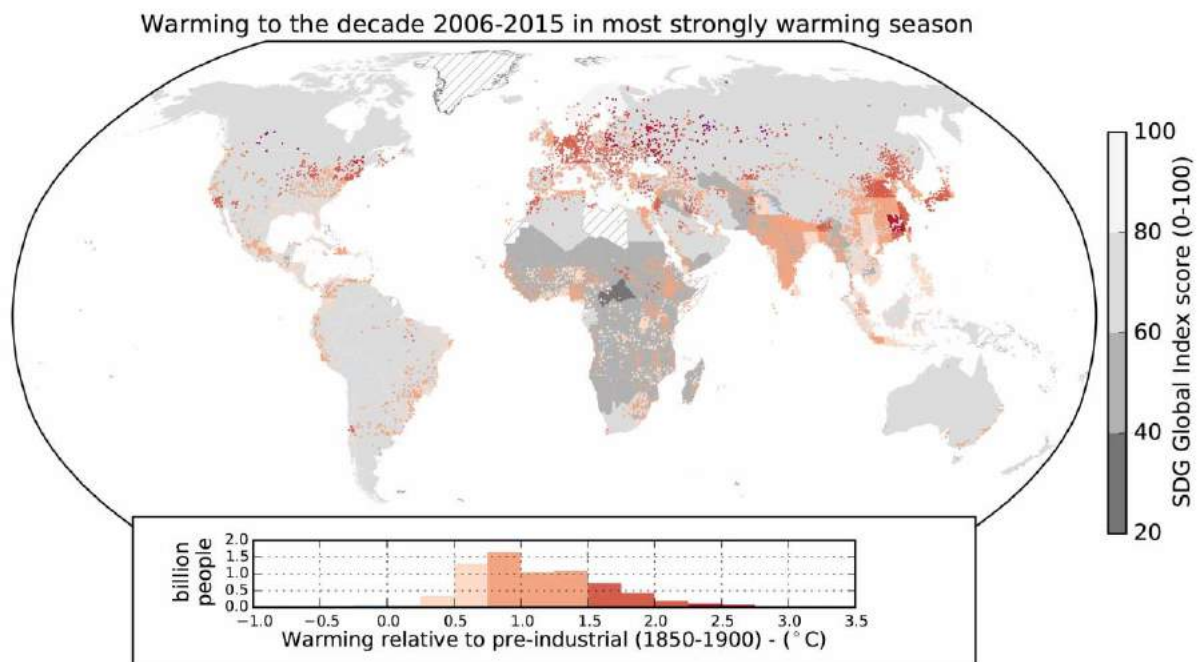 Warming to the decade 2006-2015 in most strongly warming season
100
80
60
40
20
SDG Global Index score (0-100)
billion
people
2.0
1.5
1.0
0.5
0.0
−1.0 −0.5 0.0 0.5 1.0 1.5 2.0 2.5 3.0 3.5
Warming relative to pre-industrial (1850-1900) - (°C)